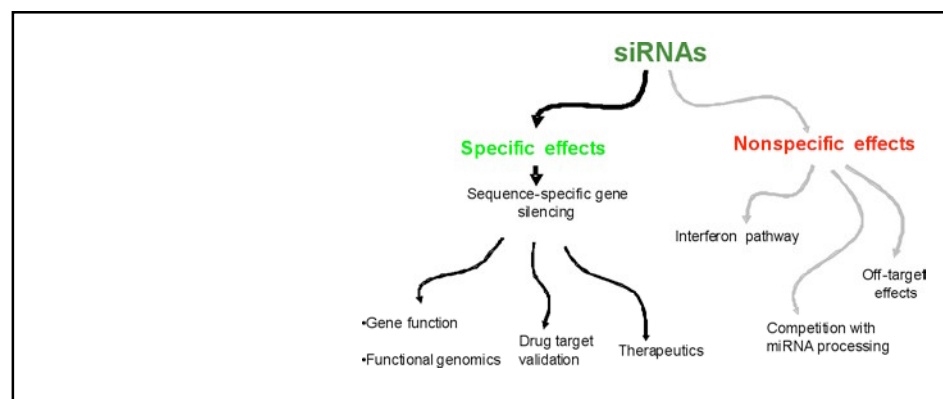 siRNAs
Specific effects
Nonspecific effects
Sequence-specific gene
silencing
Interferon pathway
Off-target
effects
•Gene function
•Functional genomics
Drug target
validation
Therapeutics
Competition with
miRNA processing